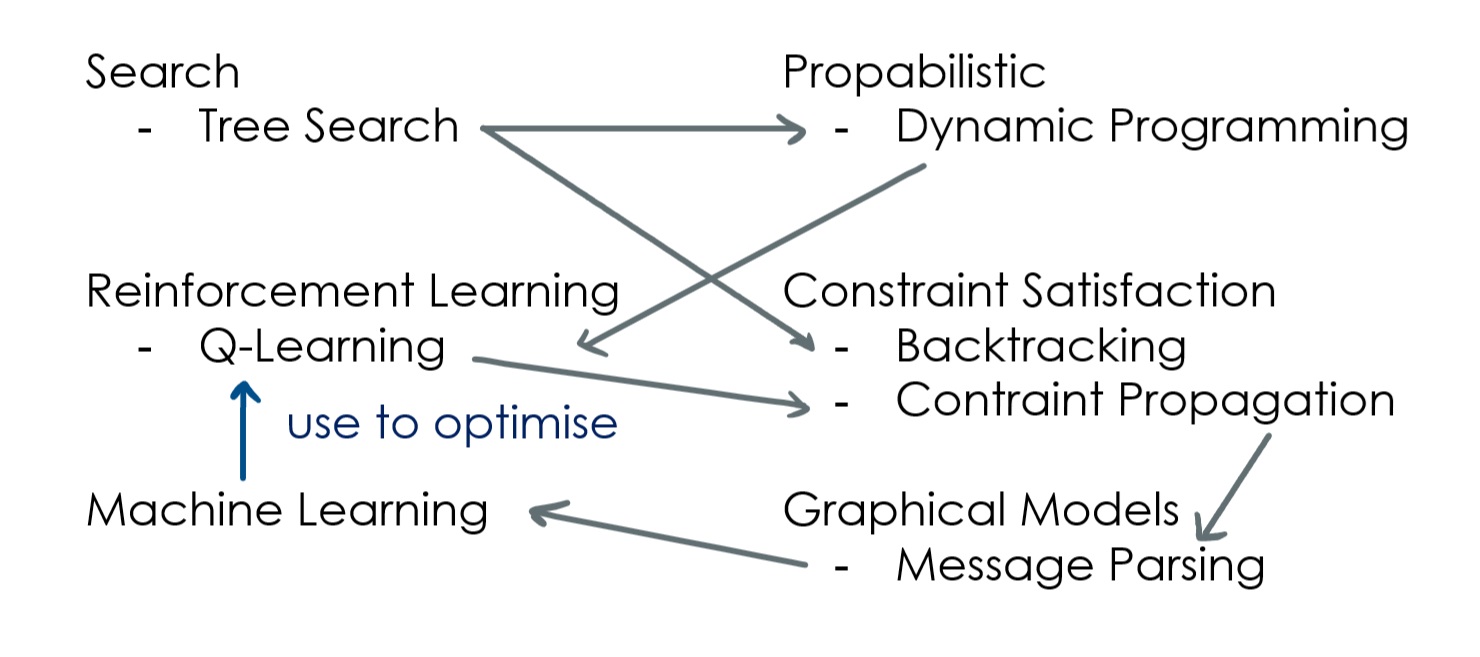 Search
- Tree Search
Propabilistic
- Dynamic Programming
Reinforcement Learning
- Q-Learning
use to optimise
Constraint Satisfaction
- Backtracking
- Contraint Propagation
Machine Learning
Graphical Models
- Message Parsing